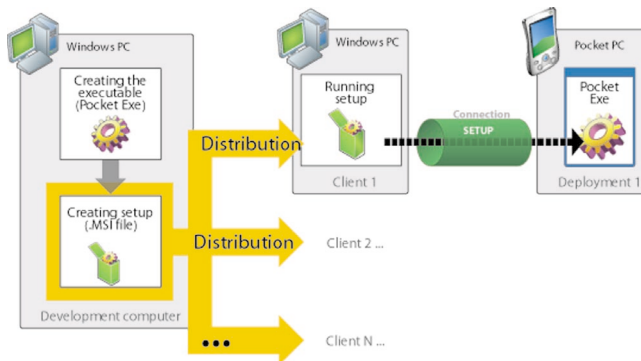 Windows PC
Creating the
executable
(Pocket Exe)
Creating setup
(.MSI file)
Development computer
Distribution
Distribution
...
Windows PC
Running
setup
Client 1
Client 2 ...
Client N ...
Connection
SETUP
Pocket PC
Pocket
Exe
Deployment 1